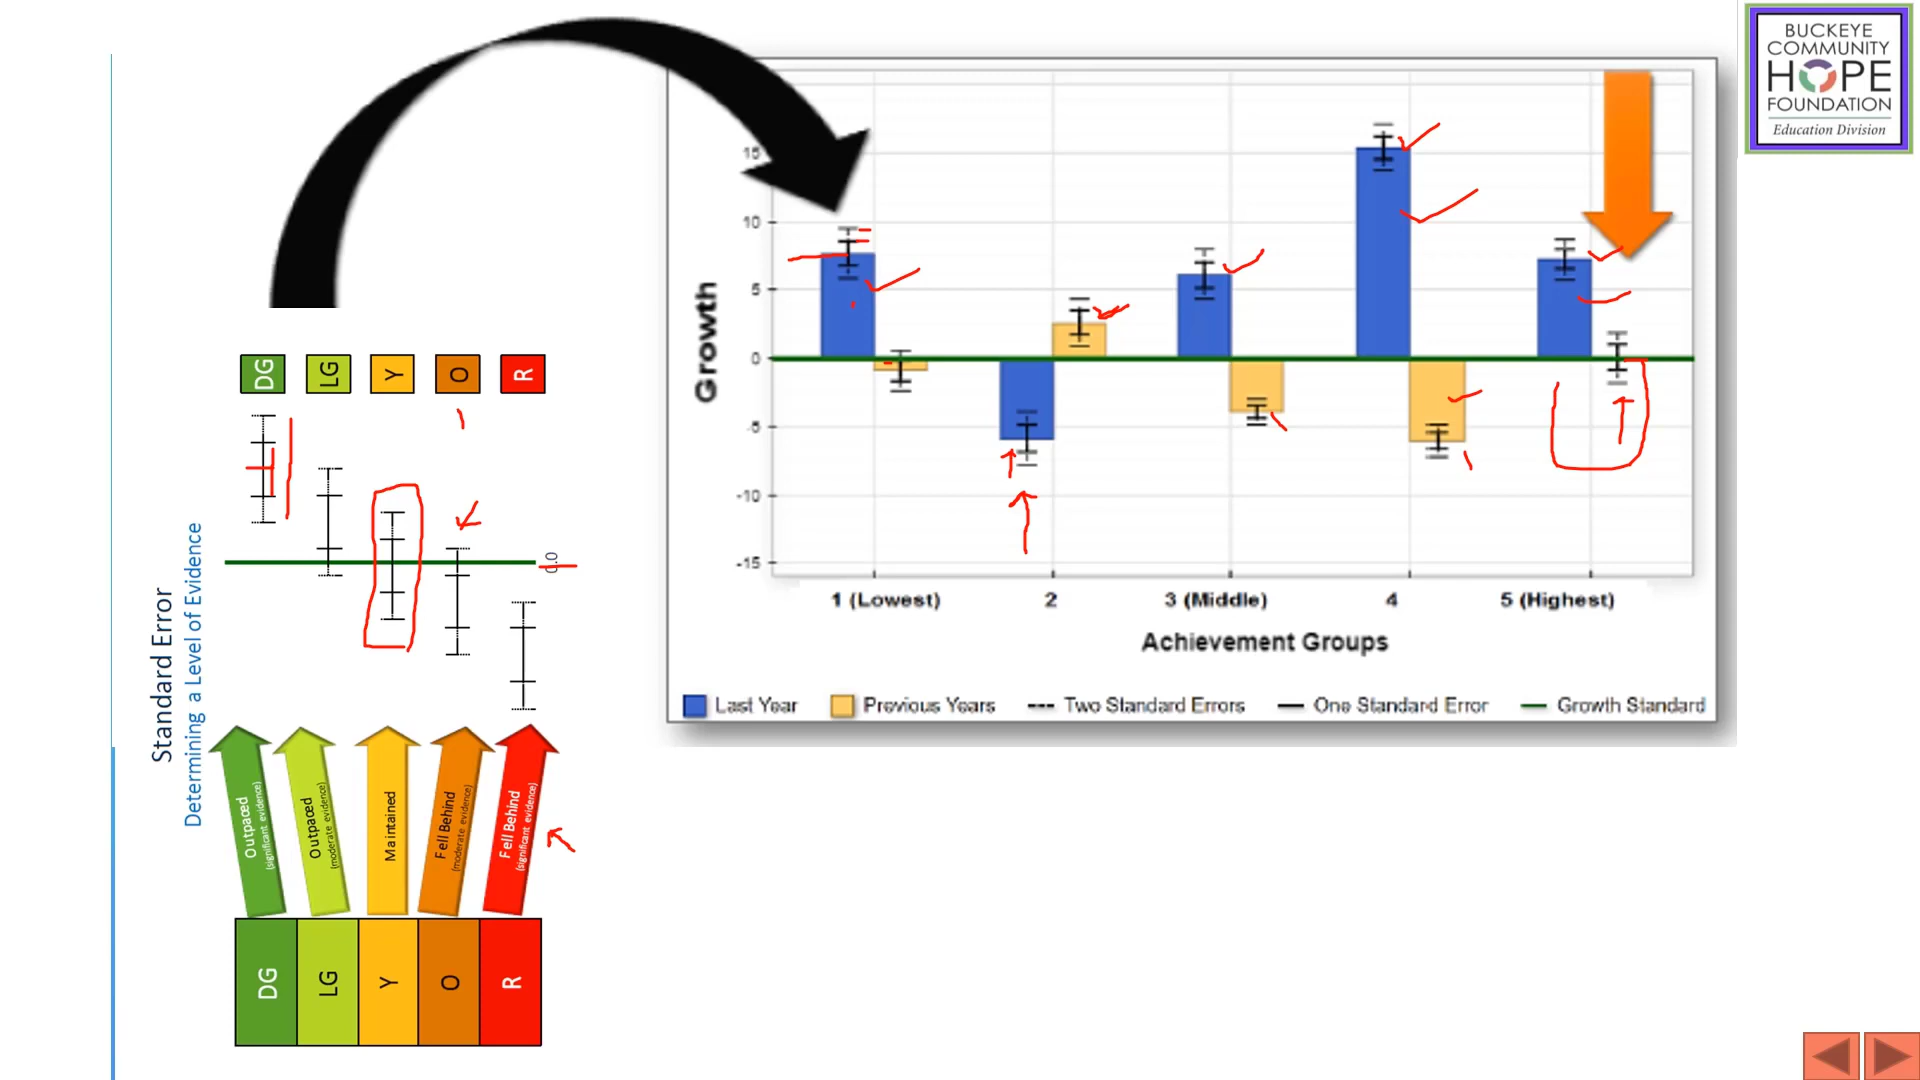 BUCKEYE
COMMUNITY
HOPE
FOUNDATION
Education Division
Standard Error
Determining a Level of Evidence
DG
LG
Y
O
R
0.0
Outpaced
(significant evidence)
Outpaced
(moderate evidence)
Maintained
Fell Behind
(moderate evidence)
Fell Behind
(significant evidence)
DG
LG
Y
O
R
Growth
15
10
5
0
-5
-10
-15
1 (Lowest) 2 3 (Middle) 4 5 (Highest)
Achievement Groups
Last Year Previous Years Two Standard Errors One Standard Error Growth Standard